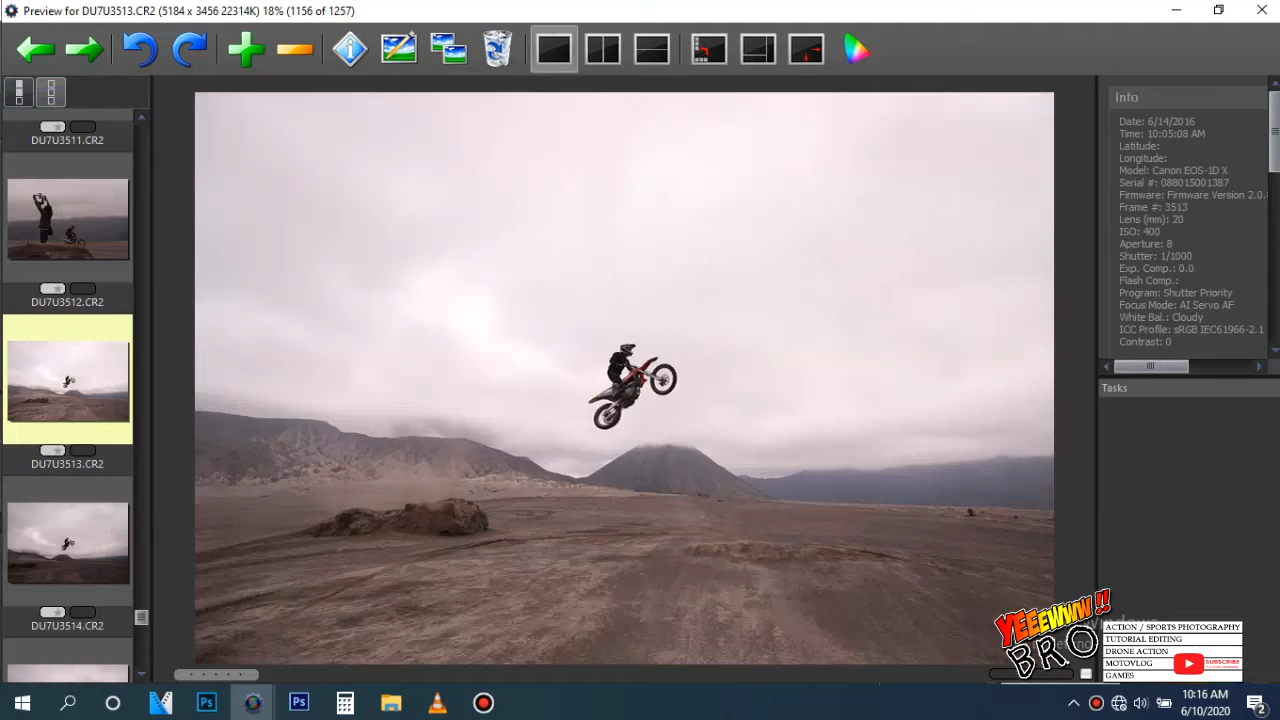 Preview for DU7U3513.CR2 (5184 x 3456 22314K) 18% (1156 of 1257)
DU7U3511.CR2
DU7U3512.CR2
DU7U3513.CR2
DU7U3514.CR2
Info
Date: 6/14/2016
Time: 10:05:08 AM
Latitude:
Longitude:
Model: Canon EOS-1D X
Serial #: 088015001387
Firmware: Firmware Version 2.0.
Frame #: 3513
Lens (mm): 20
ISO: 400
Aperture: 8
Shutter: 1/1000
Exp. Comp.: 0.0
Flash Comp.:
Program: Shutter Priority
Focus Mode: AI Servo AF
White Bal.: Cloudy
ICC Profile: sRGB IEC61966-2.1
Contrast: 0
Tasks
YEEEWWW!!
BRO
ACTION / SPORTS PHOTOGRAPHY
TUTORIAL EDITING
DRONE ACTION
MOTOVLOG
SUBSCRIBE
GAMES
Ps
Ps
10:16 AM
6/10/2020
2